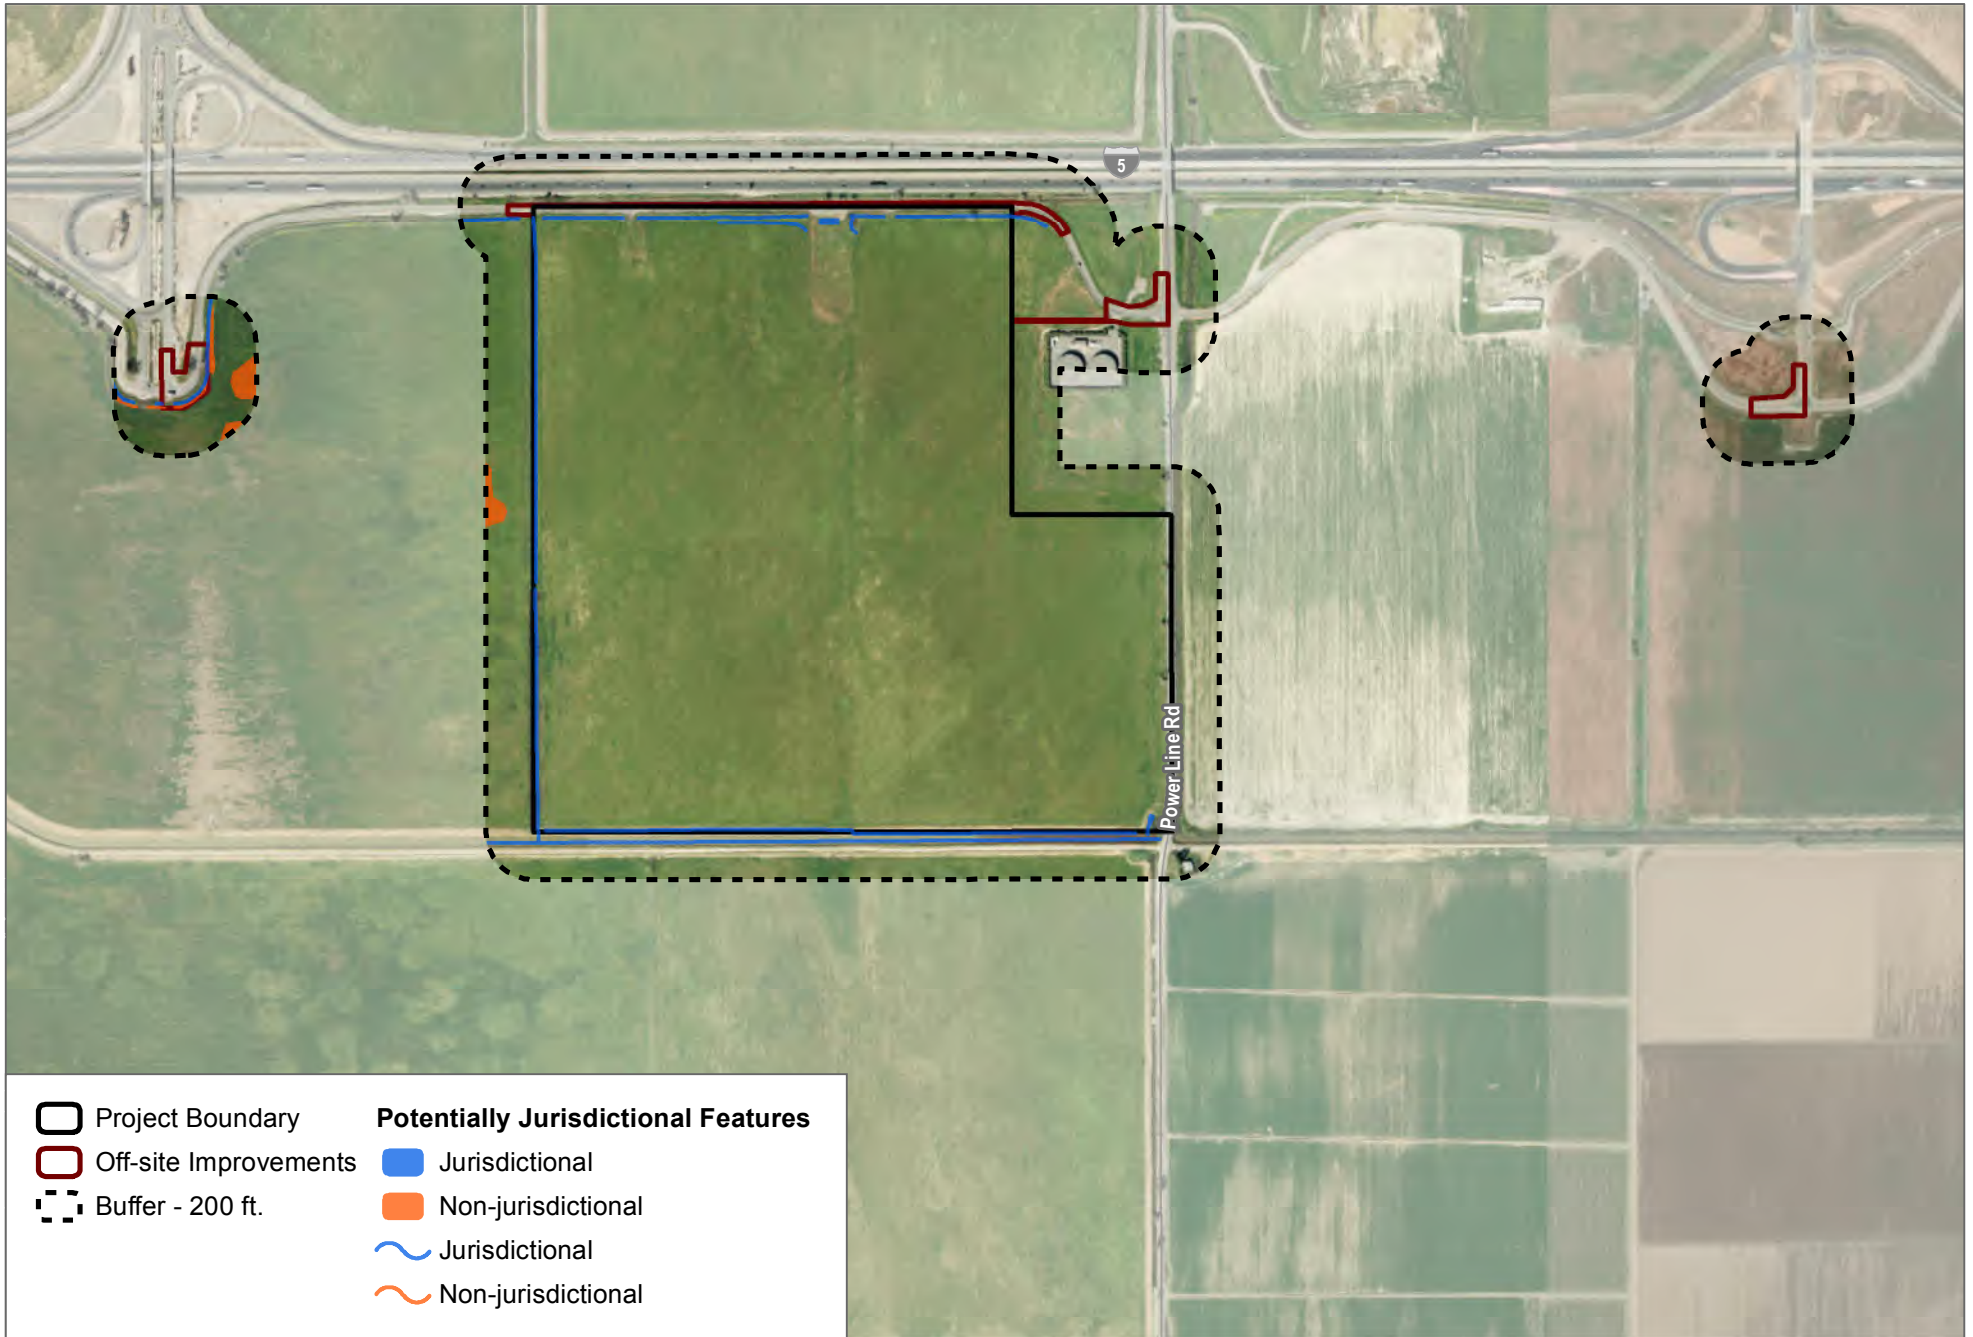 5
Power Line Rd
Project Boundary
Off-site Improvements
Buffer - 200 ft.
Potentially Jurisdictional Features
Jurisdictional
Non-jurisdictional
Jurisdictional
Non-jurisdictional